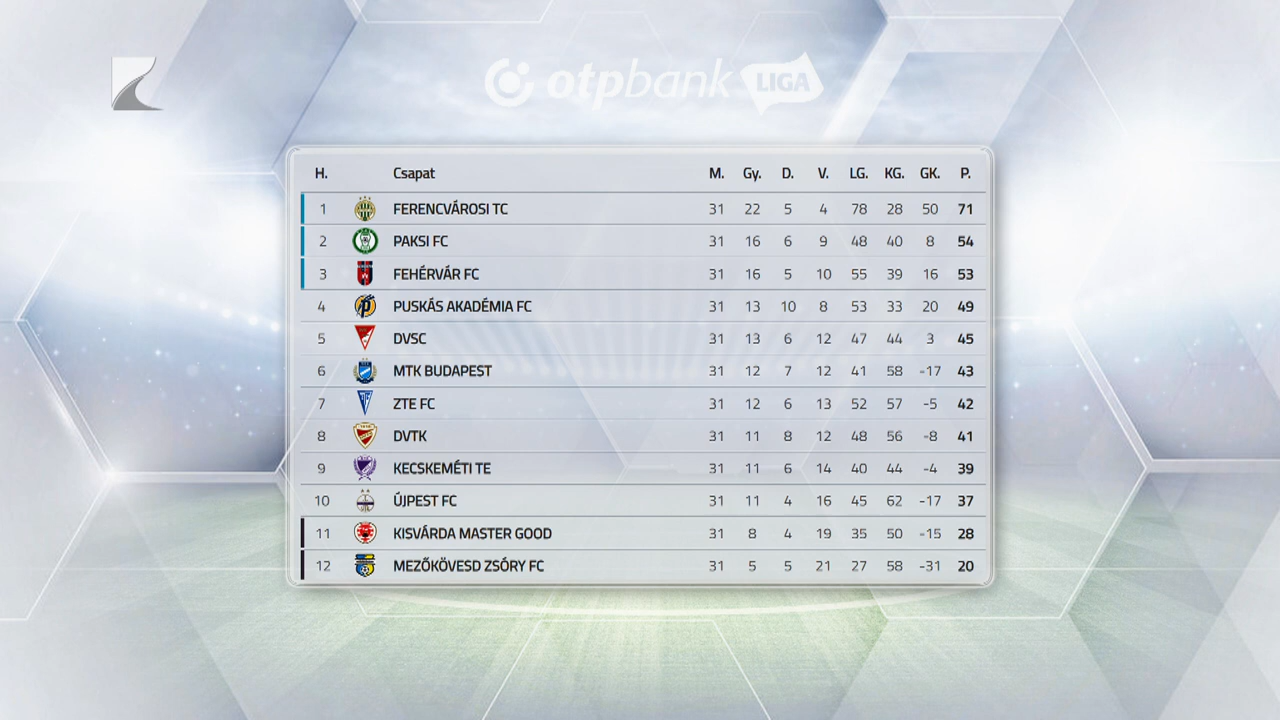 otpbank LIGA
H. Csapat M. Gy. D. V. LG. KG. GK. P.
1 FERENCVÁROSI TC 31 22 5 4 78 28 50 71
2 PAKSI FC 31 16 6 9 48 40 8 54
3 FEHÉRVÁR FC 31 16 5 10 55 39 16 53
4 PUSKÁS AKADÉMIA FC 31 13 10 8 53 33 20 49
5 DVSC 31 13 6 12 47 44 3 45
6 MTK BUDAPEST 31 12 7 12 41 58 -17 43
7 ZTE FC 31 12 6 13 52 57 -5 42
8 DVTK 31 11 8 12 48 56 -8 41
9 KECSKEMÉTI TE 31 11 6 14 40 44 -4 39
10 ÚJPEST FC 31 11 4 16 45 62 -17 37
11 KISVÁRDA MASTER GOOD 31 8 4 19 35 50 -15 28
12 MEZŐKÖVESD ZSÓRY FC 31 5 5 21 27 58 -31 20